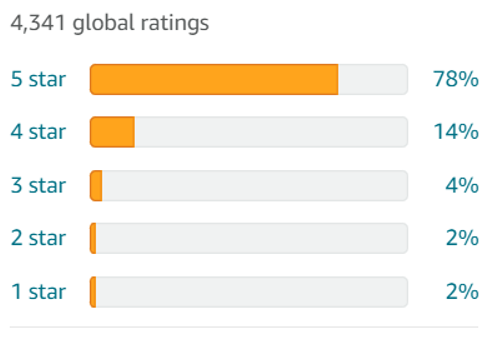 4,341 global ratings
5 star 78%
4 star 14%
3 star 4%
2 star 2%
1 star 2%